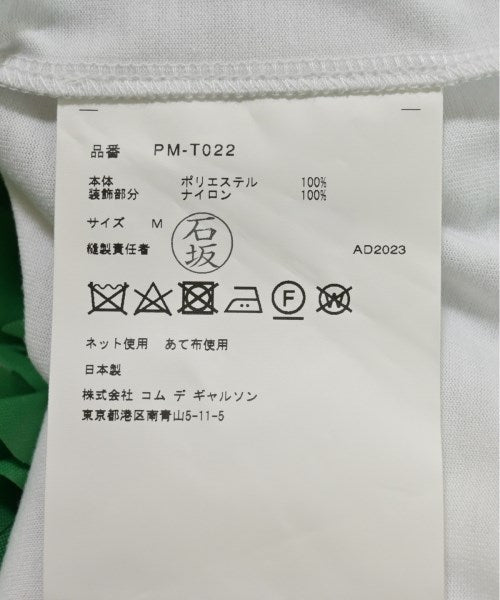 品番 PM-T022
本体 ポリエステル 100%
装飾部分 ナイロン 100%
サイズ M
縫製責任者 石坂 AD2023
F W
ネット使用 あて布使用
日本製
株式会社 コム デ ギャルソン
東京都港区南青山5-11-5